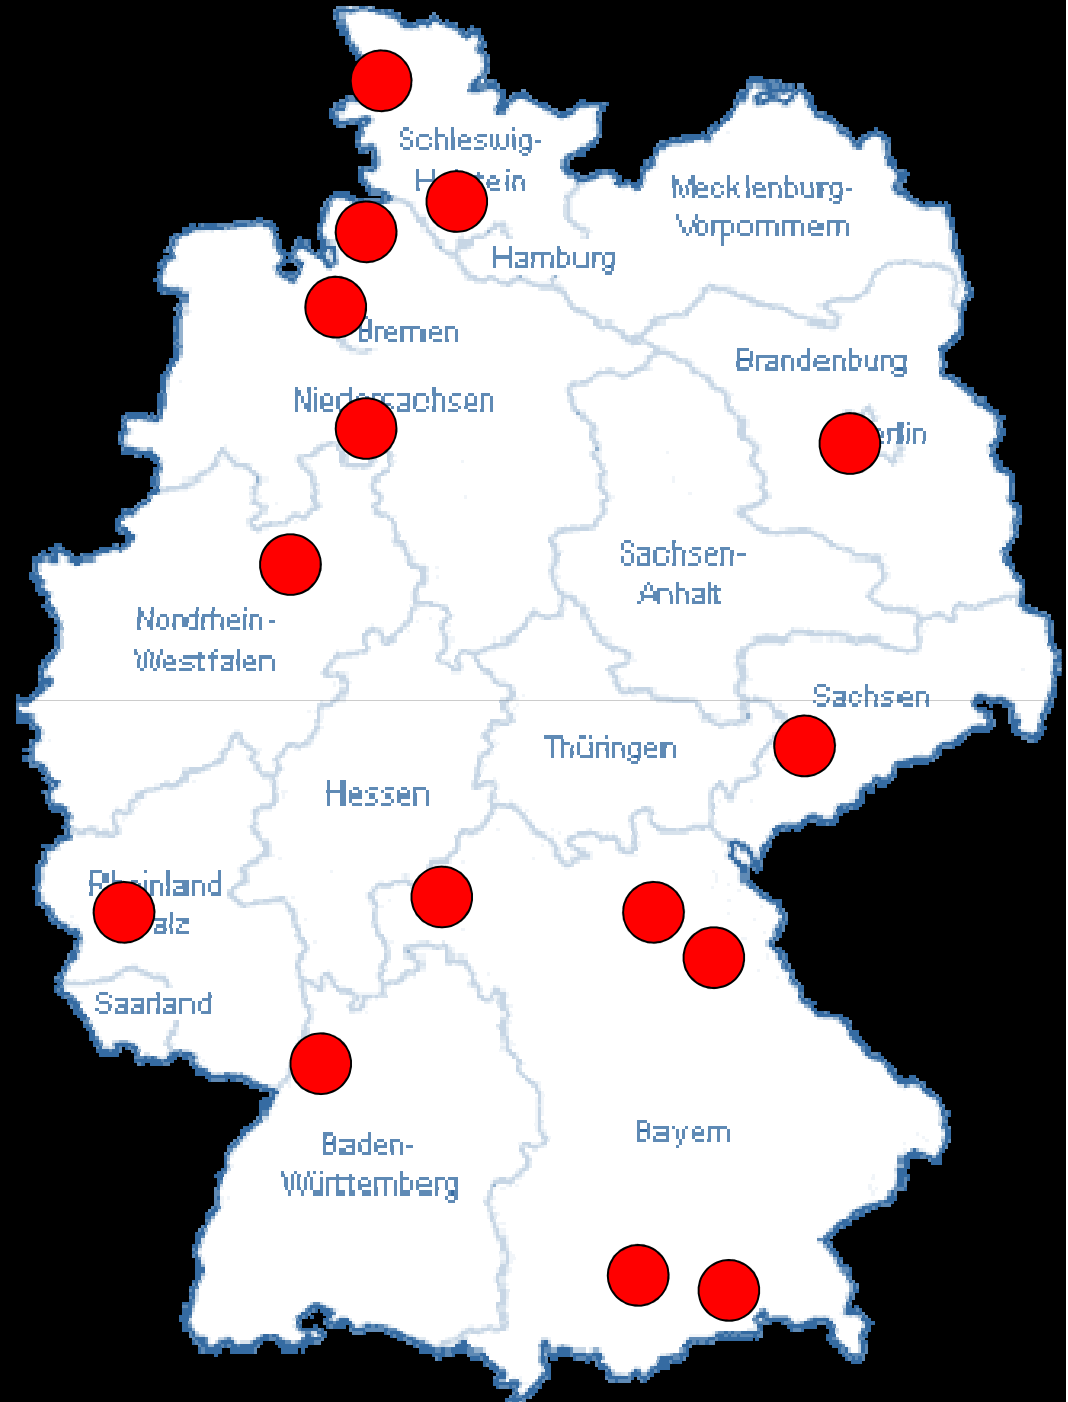 Schleswig-
Mecklenburg-
Vorpommern
Hamburg
Bremen
Brandenburg
Sachsen-
Anhalt
Nordrhein-
Westfalen
Sachsen
Thüringen
Hessen
Saarland
Bayern
Baden-
Württemberg